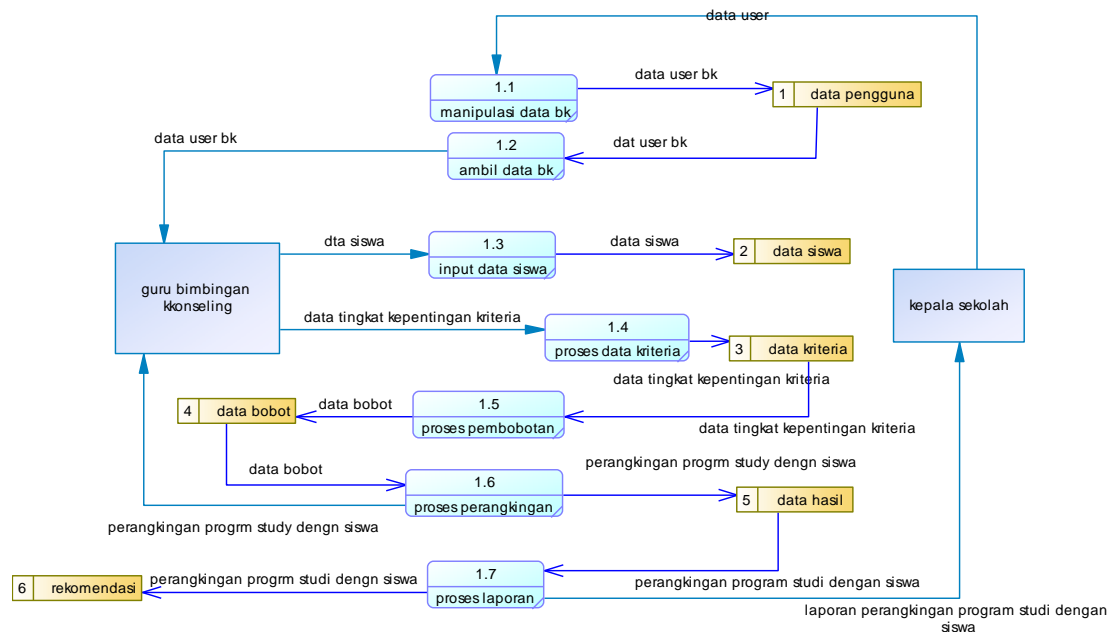 data user
1.1
manipulasi data bk
data user bk
1 data pengguna
1.2
ambil data bk
data user bk
dat user bk
guru bimbingan
kkonseling
dta siswa
1.3
input data siswa
data siswa
2 data siswa
kepala sekolah
data tingkat kepentingan kriteria
1.4
proses data kriteria
3 data kriteria
data tingkat kepentingan kriteria
4 data bobot
data bobot
1.5
proses pembobotan
data tingkat kepentingan kriteria
data bobot
1.6
proses perangkingan
perangkingan progrm study dengn siswa
5 data hasil
perangkingan progrm study dengn siswa
6 rekomendasi
perangkingan progrm studi dengn siswa
1.7
proses laporan
perangkingan program studi dengan siswa
laporan perangkingan program studi dengan
siswa